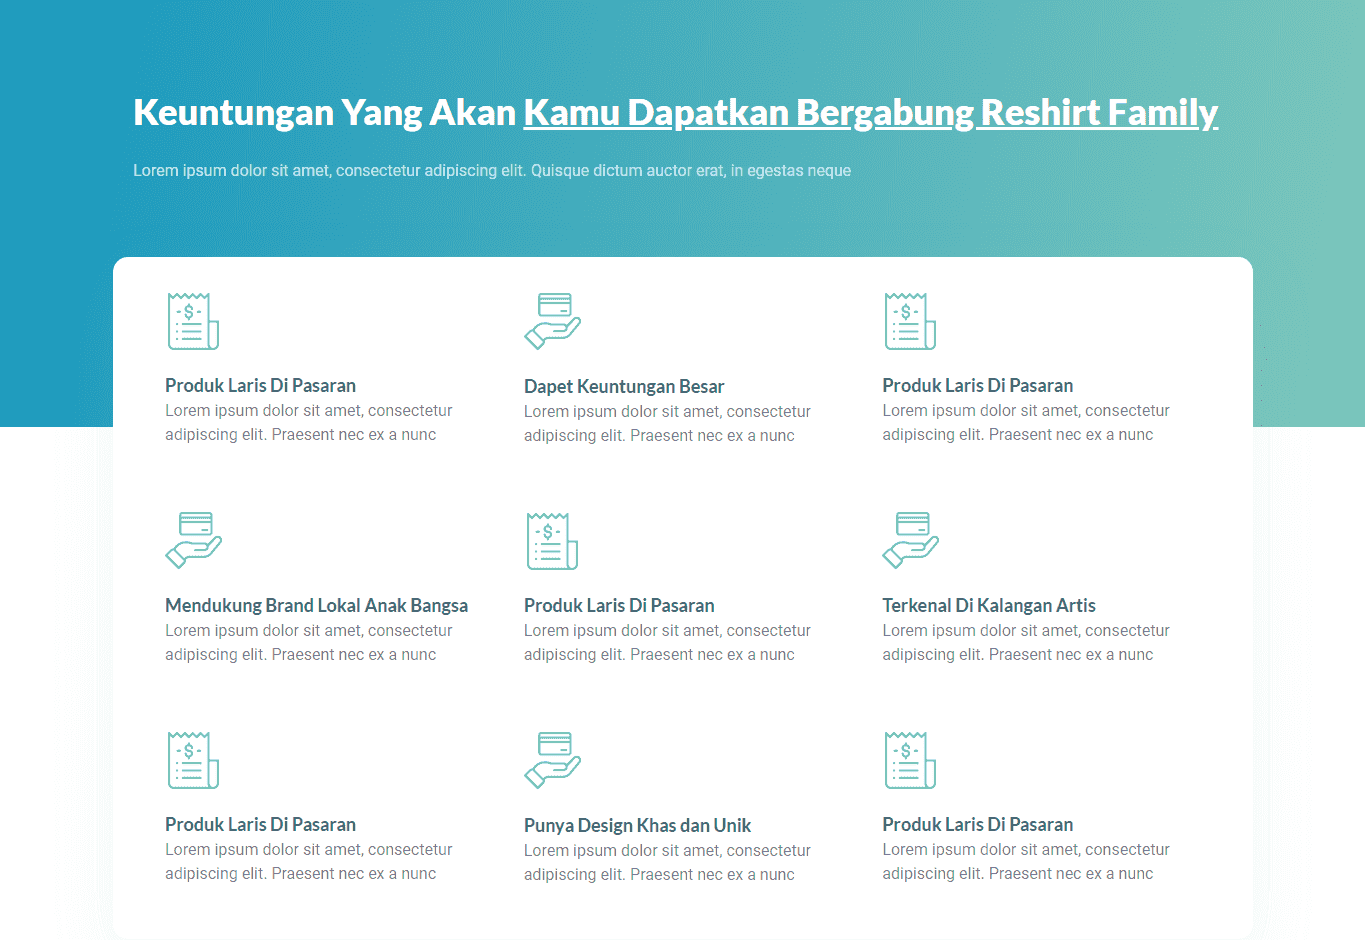 Keuntungan Yang Akan Kamu Dapatkan Bergabung Reshirt Family
Lorem ipsum dolor sit amet, consectetur adipiscing elit. Quisque dictum auctor erat, in egestas neque
$
$
Produk Laris Di Pasaran
Lorem ipsum dolor sit amet, consectetur
adipiscing elit. Praesent nec ex a nunc
Dapet Keuntungan Besar
Lorem ipsum dolor sit amet, consectetur
adipiscing elit. Praesent nec ex a nunc
Produk Laris Di Pasaran
Lorem ipsum dolor sit amet, consectetur
adipiscing elit. Praesent nec ex a nunc
$
Mendukung Brand Lokal Anak Bangsa
Lorem ipsum dolor sit amet, consectetur
adipiscing elit. Praesent nec ex a nunc
Produk Laris Di Pasaran
Lorem ipsum dolor sit amet, consectetur
adipiscing elit. Praesent nec ex a nunc
Terkenal Di Kalangan Artis
Lorem ipsum dolor sit amet, consectetur
adipiscing elit. Praesent nec ex a nunc
$
$
Produk Laris Di Pasaran
Lorem ipsum dolor sit amet, consectetur
adipiscing elit. Praesent nec ex a nunc
Punya Design Khas dan Unik
Lorem ipsum dolor sit amet, consectetur
adipiscing elit. Praesent nec ex a nunc
Produk Laris Di Pasaran
Lorem ipsum dolor sit amet, consectetur
adipiscing elit. Praesent nec ex a nunc